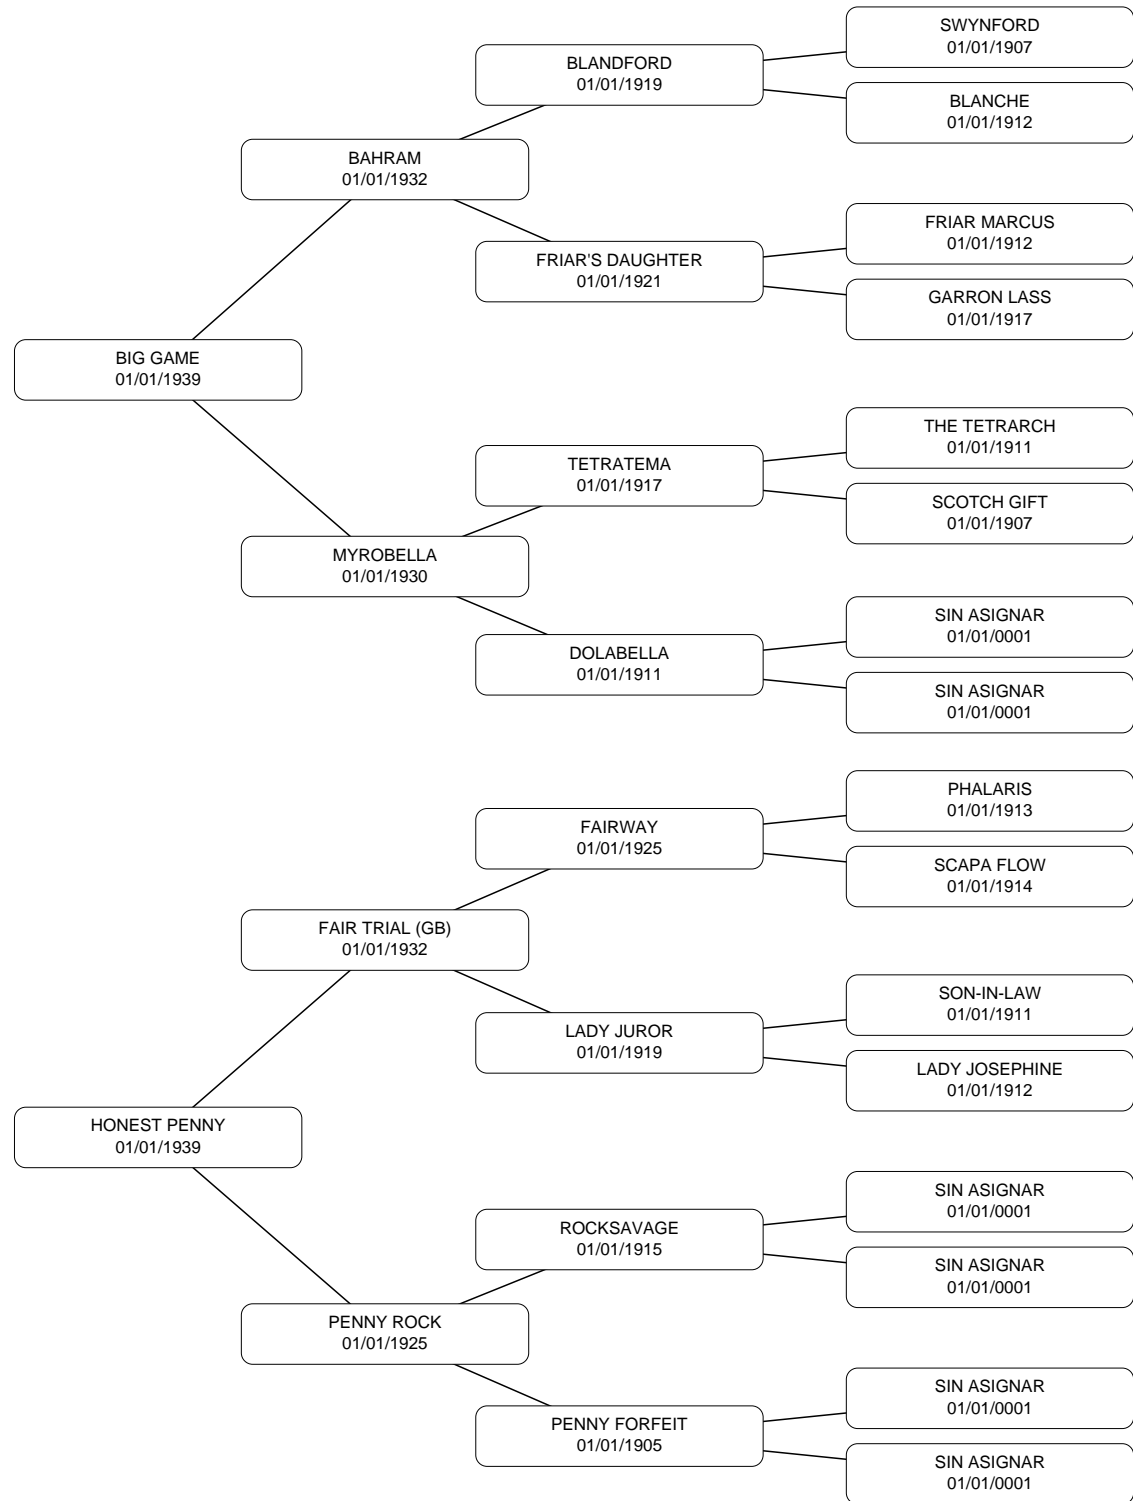 SWYNFORD
01/01/1907
BLANDFORD
01/01/1919
BLANCHE
01/01/1912
BAHRAM
01/01/1932
FRIAR MARCUS
01/01/1912
FRIAR'S DAUGHTER
01/01/1921
GARRON LASS
01/01/1917
BIG GAME
01/01/1939
THE TETRARCH
01/01/1911
TETRATEMA
01/01/1917
SCOTCH GIFT
01/01/1907
MYROBELLA
01/01/1930
SIN ASIGNAR
01/01/0001
DOLABELLA
01/01/1911
SIN ASIGNAR
01/01/0001
PHALARIS
01/01/1913
FAIRWAY
01/01/1925
SCAPA FLOW
01/01/1914
FAIR TRIAL (GB)
01/01/1932
SON-IN-LAW
01/01/1911
LADY JUROR
01/01/1919
LADY JOSEPHINE
01/01/1912
HONEST PENNY
01/01/1939
SIN ASIGNAR
01/01/0001
ROCKSAVAGE
01/01/1915
SIN ASIGNAR
01/01/0001
PENNY ROCK
01/01/1925
SIN ASIGNAR
01/01/0001
PENNY FORFEIT
01/01/1905
SIN ASIGNAR
01/01/0001